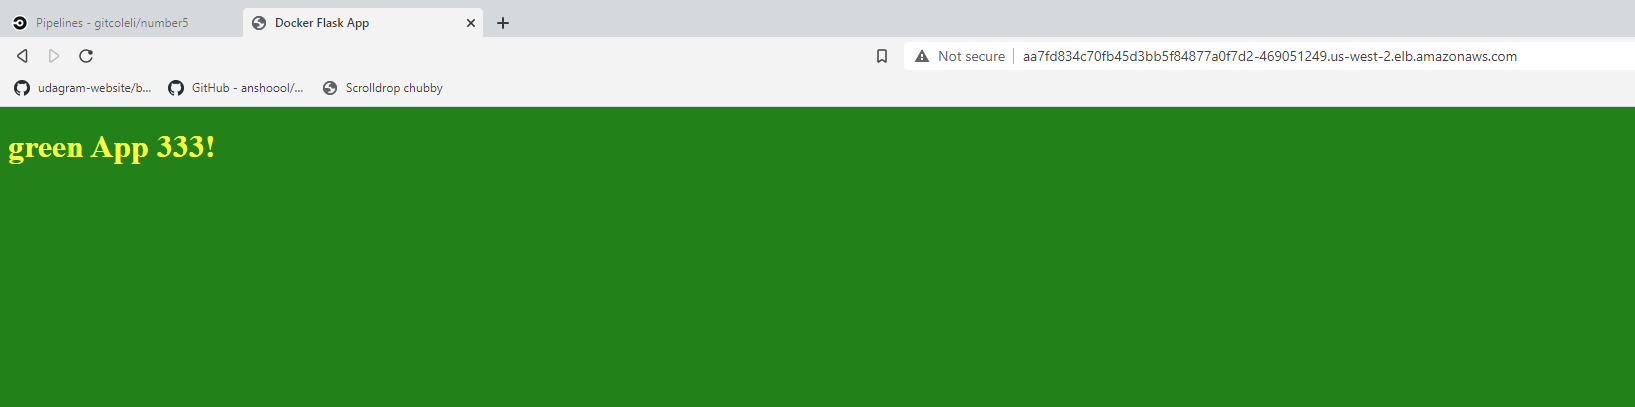 Pipelines - gitcoleli/number5
Docker Flask App
Not secure
aa7fd834c70fb45d3bb5f84877a0f7d2-469051249.us-west-2.elb.amazonaws.com
udagram-website/b...
GitHub - anshoool/...
Scrolldrop chubby
green App 333!